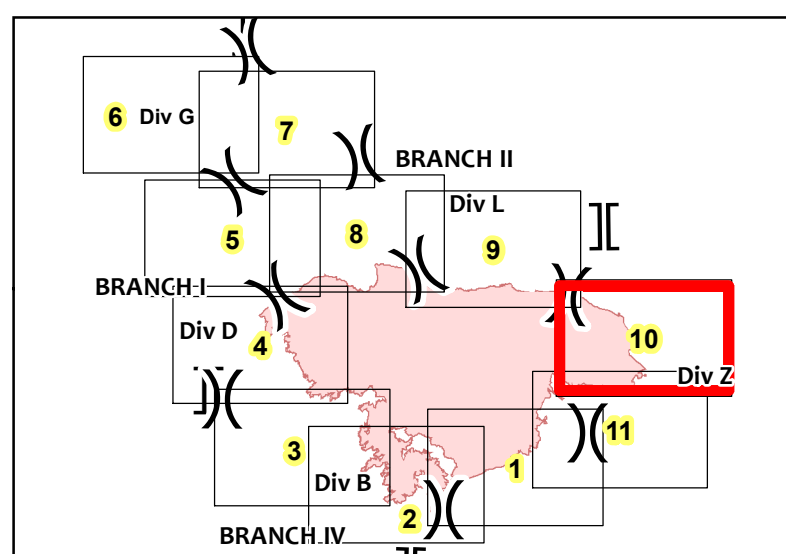 6
Div G
7
BRANCH II
Div L
5
8
9
BRANCH I
Div D
4
10
Div Z
3
11
1
Div B
2
BRANCH IV